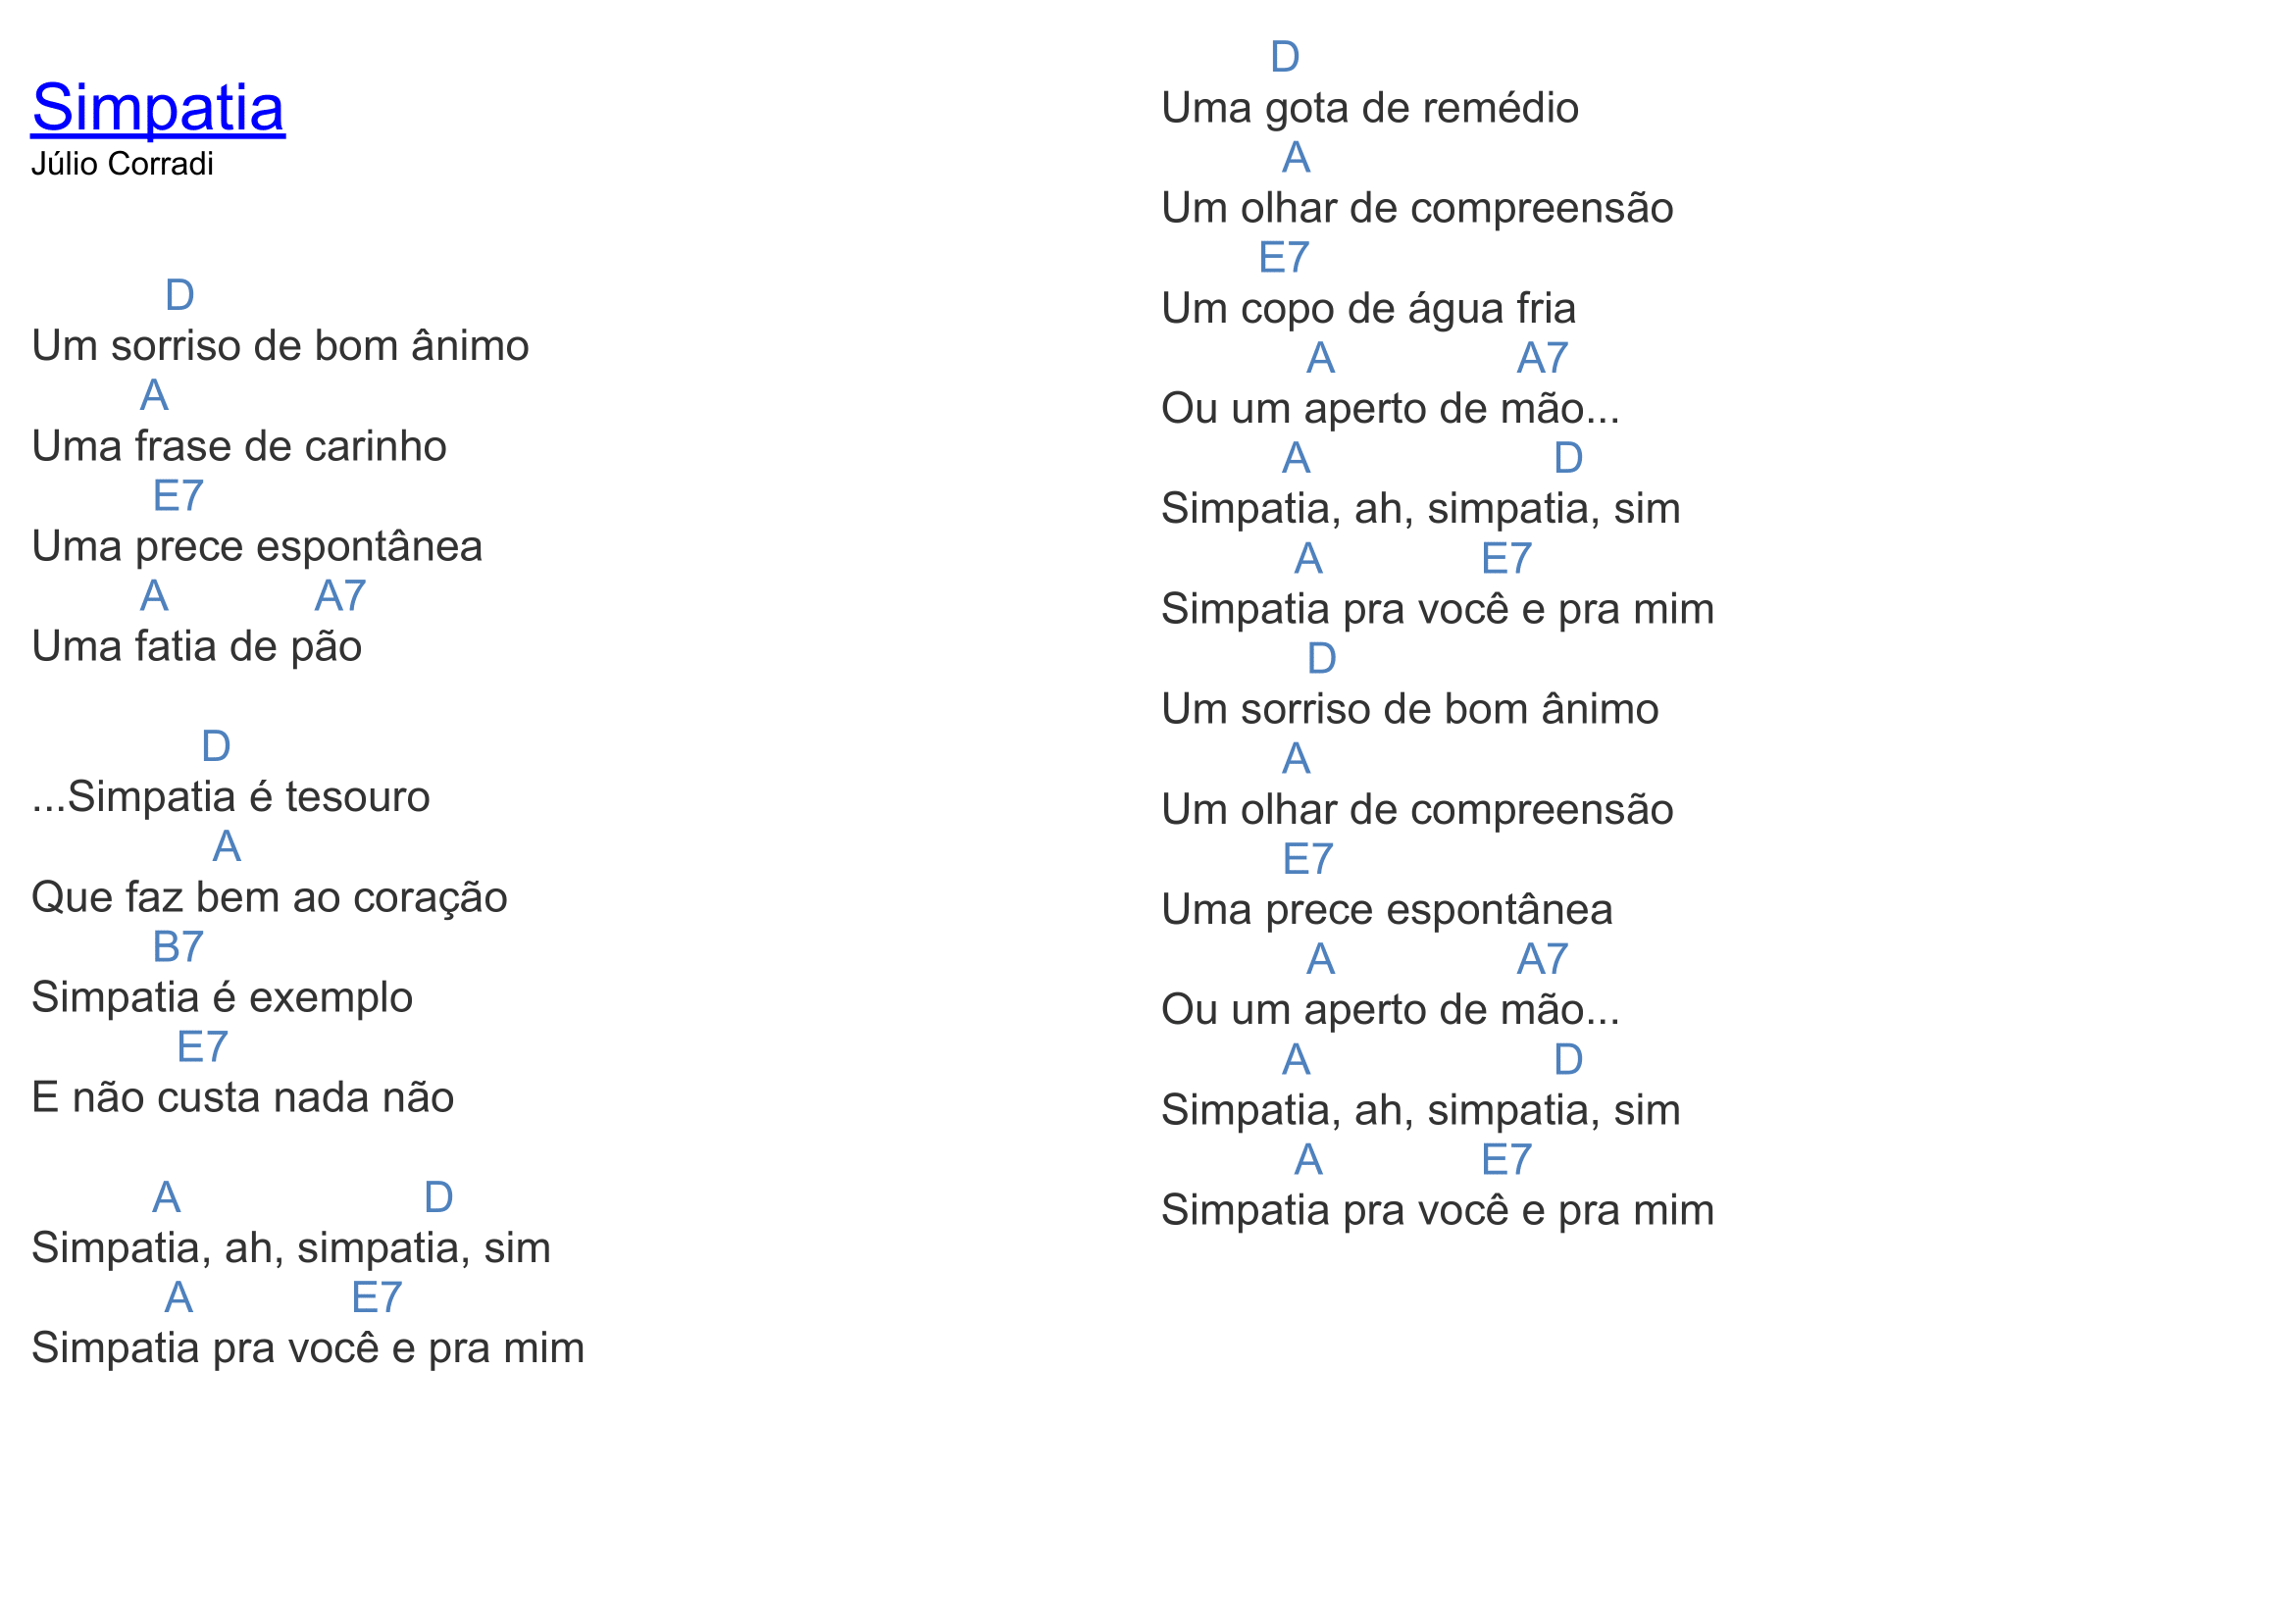 Simpatia
Júlio Corradi
D
Um sorriso de bom ânimo
A
Uma frase de carinho
E7
Uma prece espontânea
A A7
Uma fatia de pão
D
...Simpatia é tesouro
A
Que faz bem ao coração
B7
Simpatia é exemplo
E7
E não custa nada não
A D
Simpatia, ah, simpatia, sim
A E7
Simpatia pra você e pra mim
D
Uma gota de remédio
A
Um olhar de compreensão
E7
Um copo de água fria
A A7
Ou um aperto de mão...
A D
Simpatia, ah, simpatia, sim
A E7
Simpatia pra você e pra mim
D
Um sorriso de bom ânimo
A
Um olhar de compreensão
E7
Uma prece espontânea
A A7
Ou um aperto de mão...
A D
Simpatia, ah, simpatia, sim
A E7
Simpatia pra você e pra mim